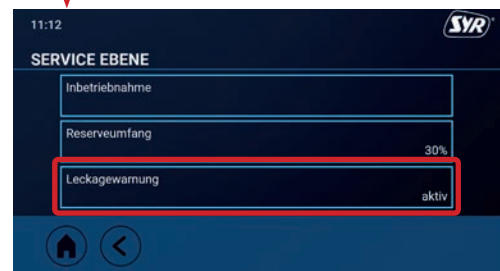 11:12
SYR
SERVICE EBENE
Inbetriebnahme
Reserveumfang
30%
Leckagewarnung
aktiv